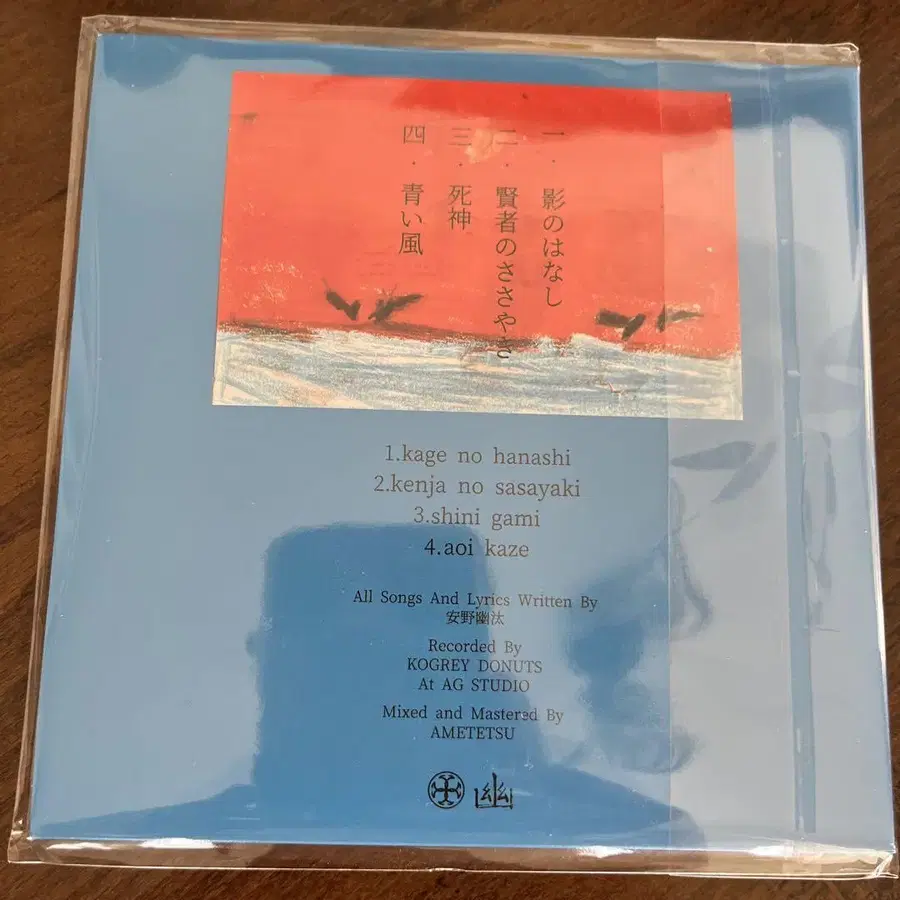 一.影のはなし
二.賢者のささやき
三.死神
四.青い風
1.kage no hanashi
2.kenja no sasayaki
3.shini gami
4.aoi kaze
All Songs And Lyrics Written By
安野幽汰
Recorded By
KOGREY DONUTS
At AG STUDIO
Mixed and Mastered By
AMETETSU
幽